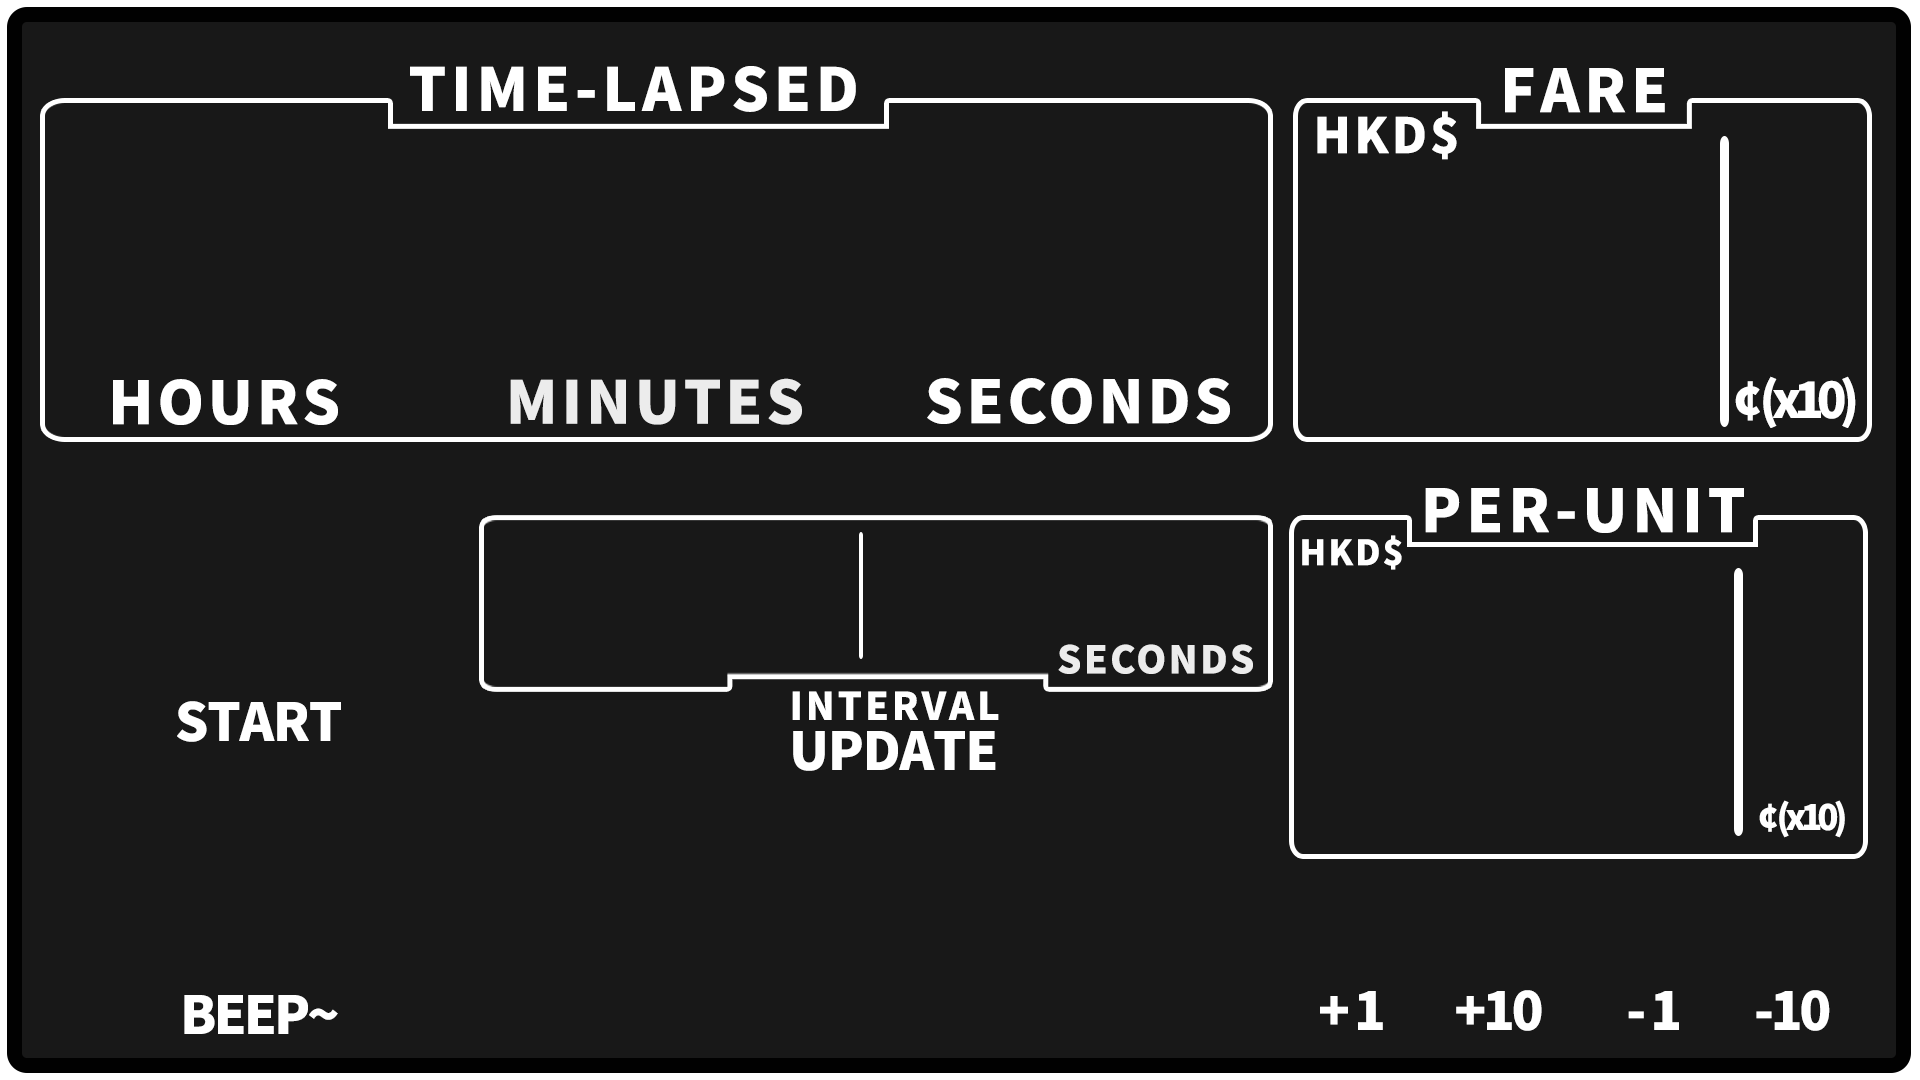 TIME-LAPSED
FARE
HKD$
HOURS
MINUTES
SECONDS
¢(x10)
PER-UNIT
HKD$
SECONDS
INTERVAL
UPDATE
START
¢(x10)
BEEP~
+1
+10
-1
-10